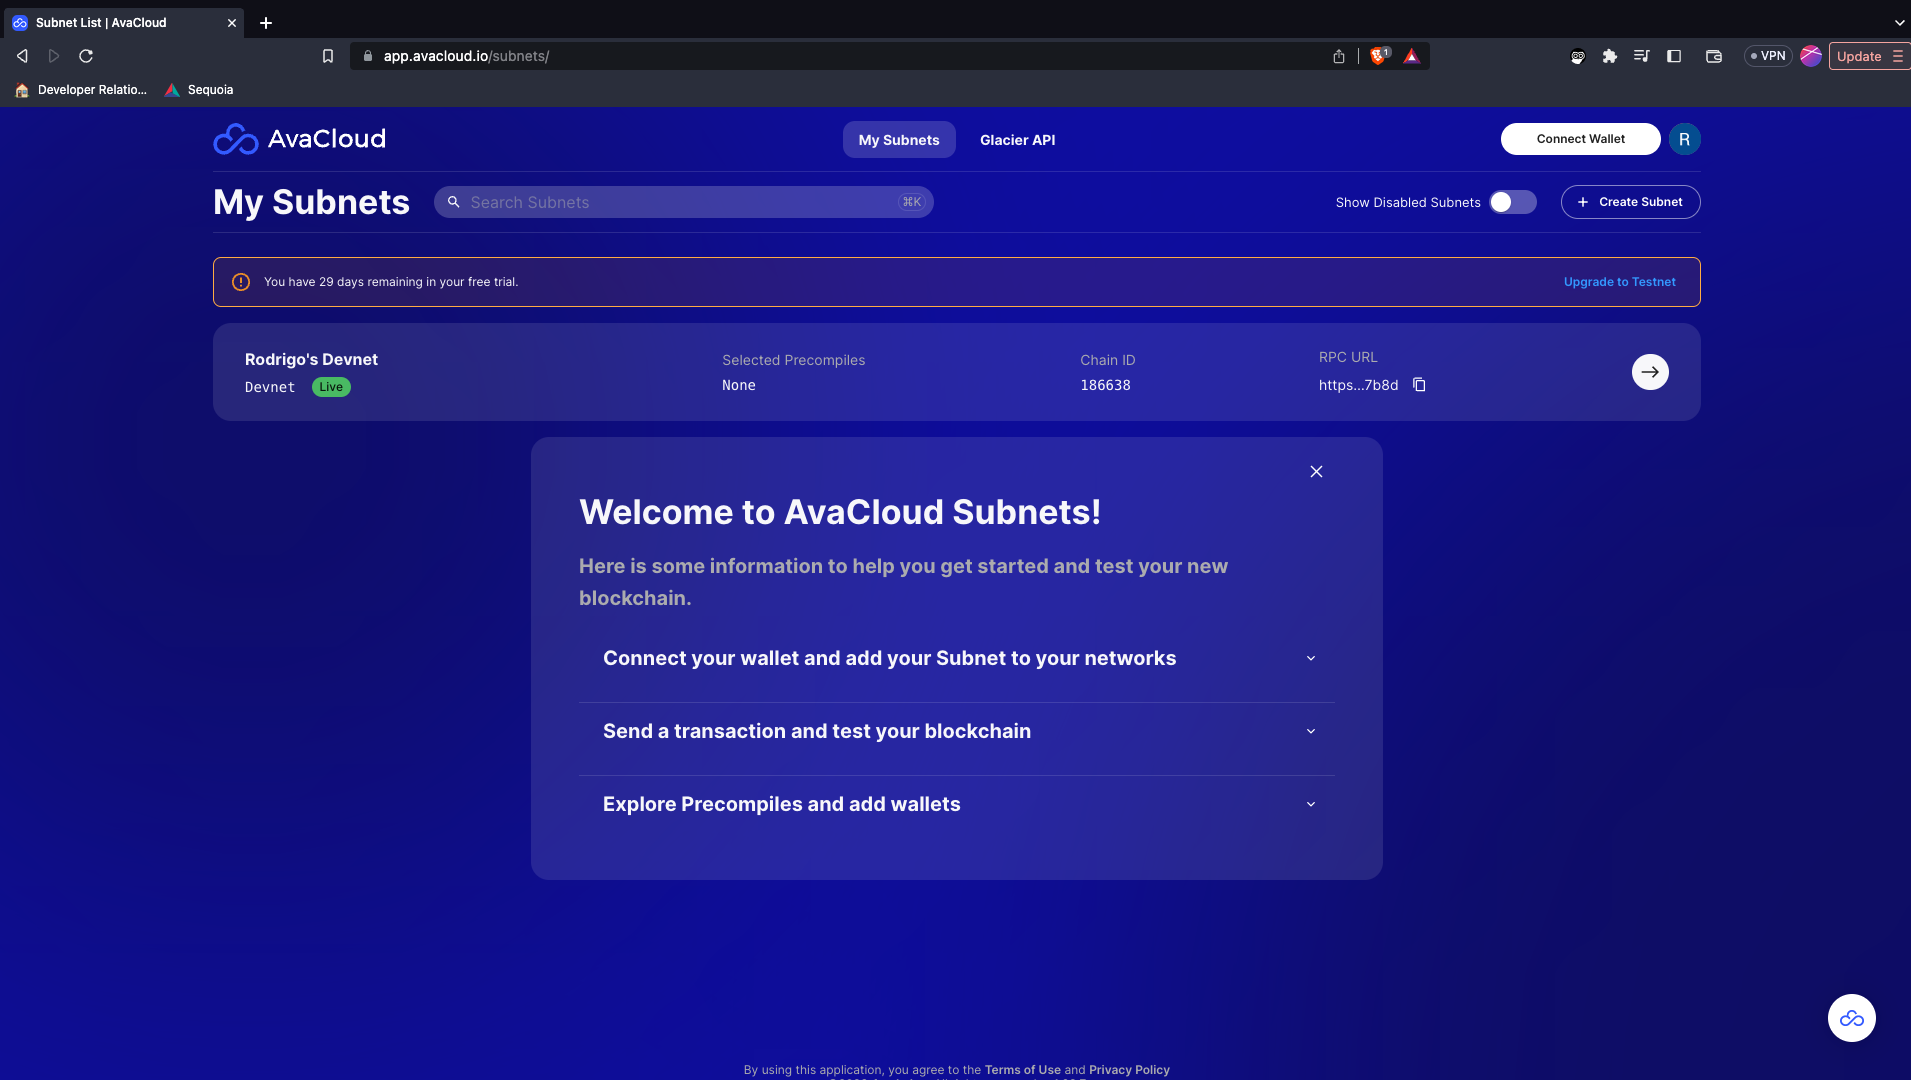 Subnet List | AvaCloud
app.avacloud.io/subnets/
1
VPN
Update
Developer Relatio...
Sequoia
AvaCloud
My Subnets
Glacier API
Connect Wallet
R
My Subnets
Search Subnets
⌘K
Show Disabled Subnets
+ Create Subnet
You have 29 days remaining in your free trial.
Upgrade to Testnet
Rodrigo's Devnet
Devnet
Live
Selected Precompiles
None
Chain ID
186638
RPC URL
https...7b8d
Welcome to AvaCloud Subnets!
Here is some information to help you get started and test your new
blockchain.
Connect your wallet and add your Subnet to your networks
Send a transaction and test your blockchain
Explore Precompiles and add wallets
By using this application, you agree to the Terms of Use and Privacy Policy